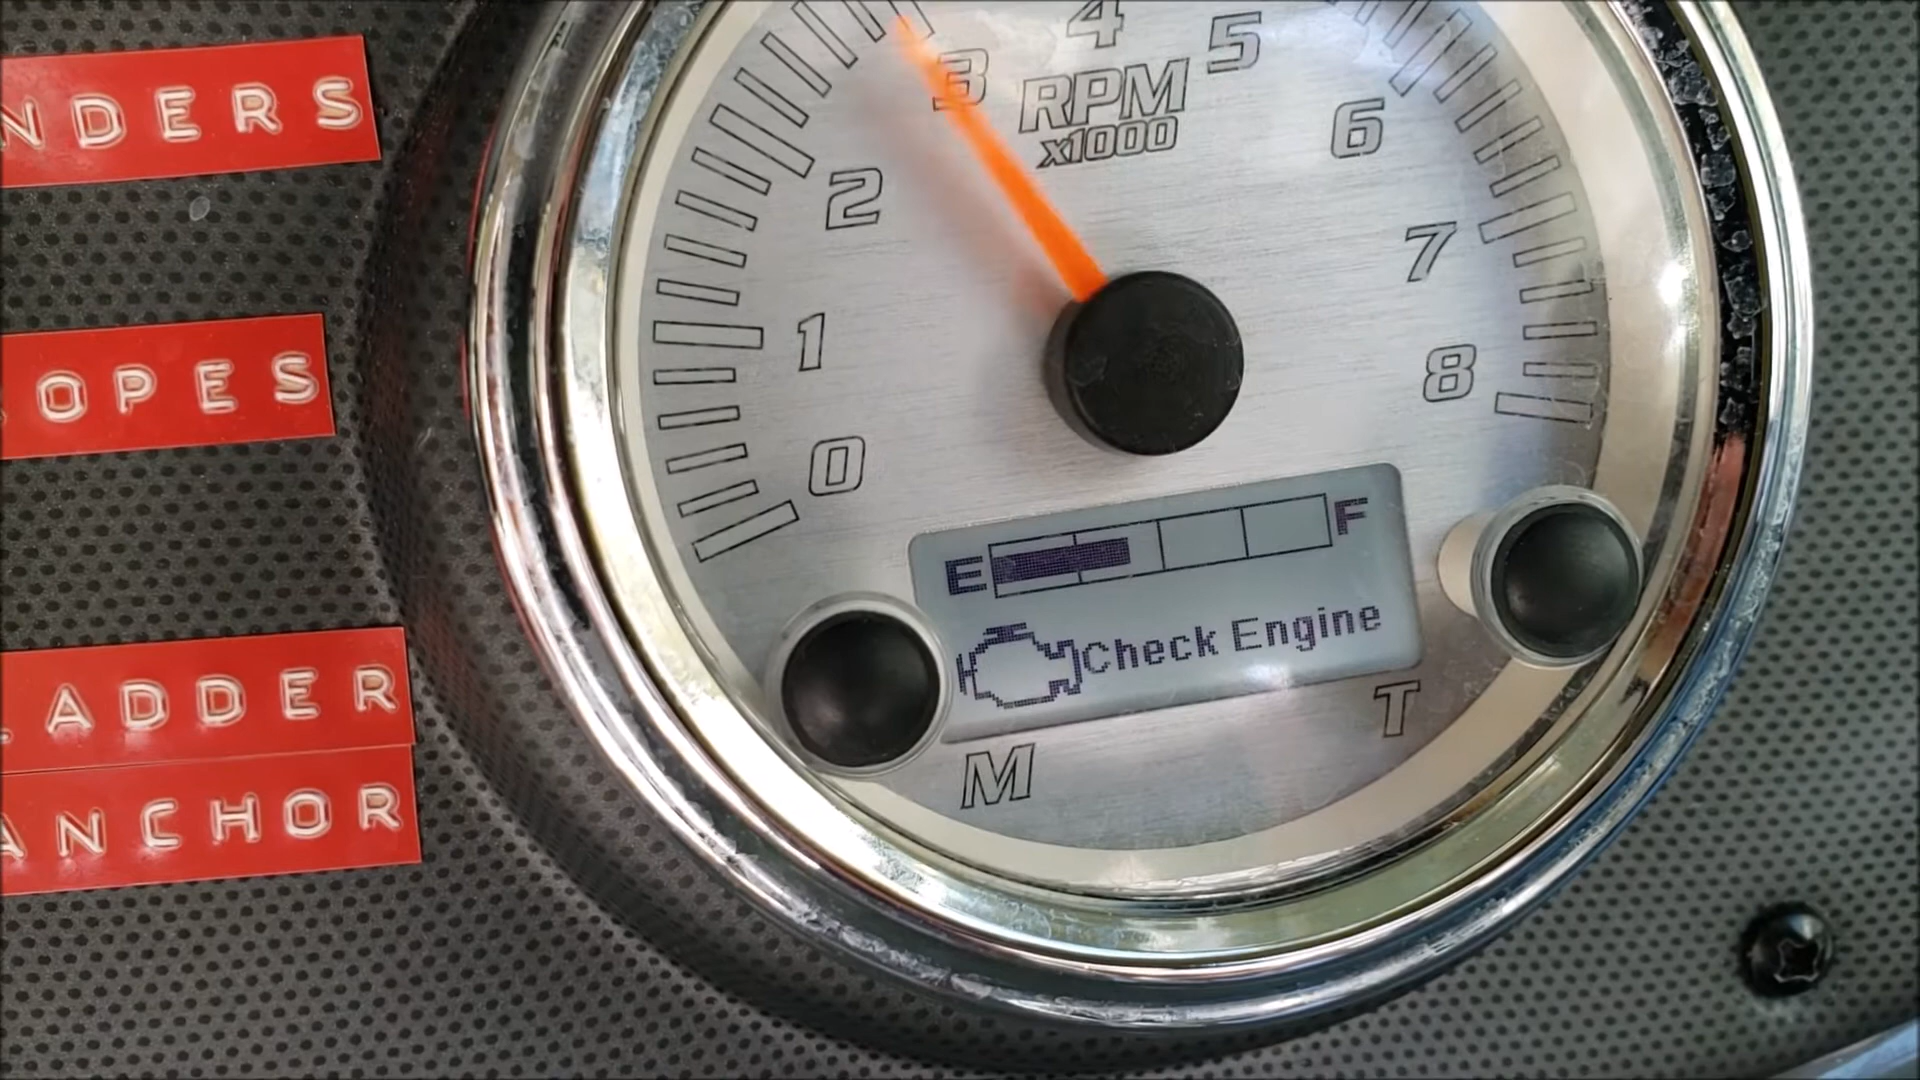 NDERS
OPES
ADDER
ANCHOR
0
1
2
3
4
5
6
7
8
RPM
x1000
E F
Check Engine
M
T